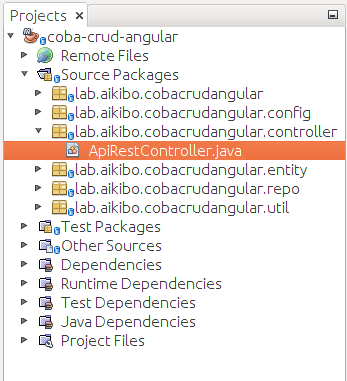 Projects
coba-crud-angular
Remote Files
Source Packages
lab.aikibo.cobacrudangular
lab.aikibo.cobacrudangular.config
lab.aikibo.cobacrudangular.controller
ApiRestController.java
lab.aikibo.cobacrudangular.entity
lab.aikibo.cobacrudangular.repo
lab.aikibo.cobacrudangular.util
Test Packages
Other Sources
Dependencies
Runtime Dependencies
Test Dependencies
Java Dependencies
Project Files